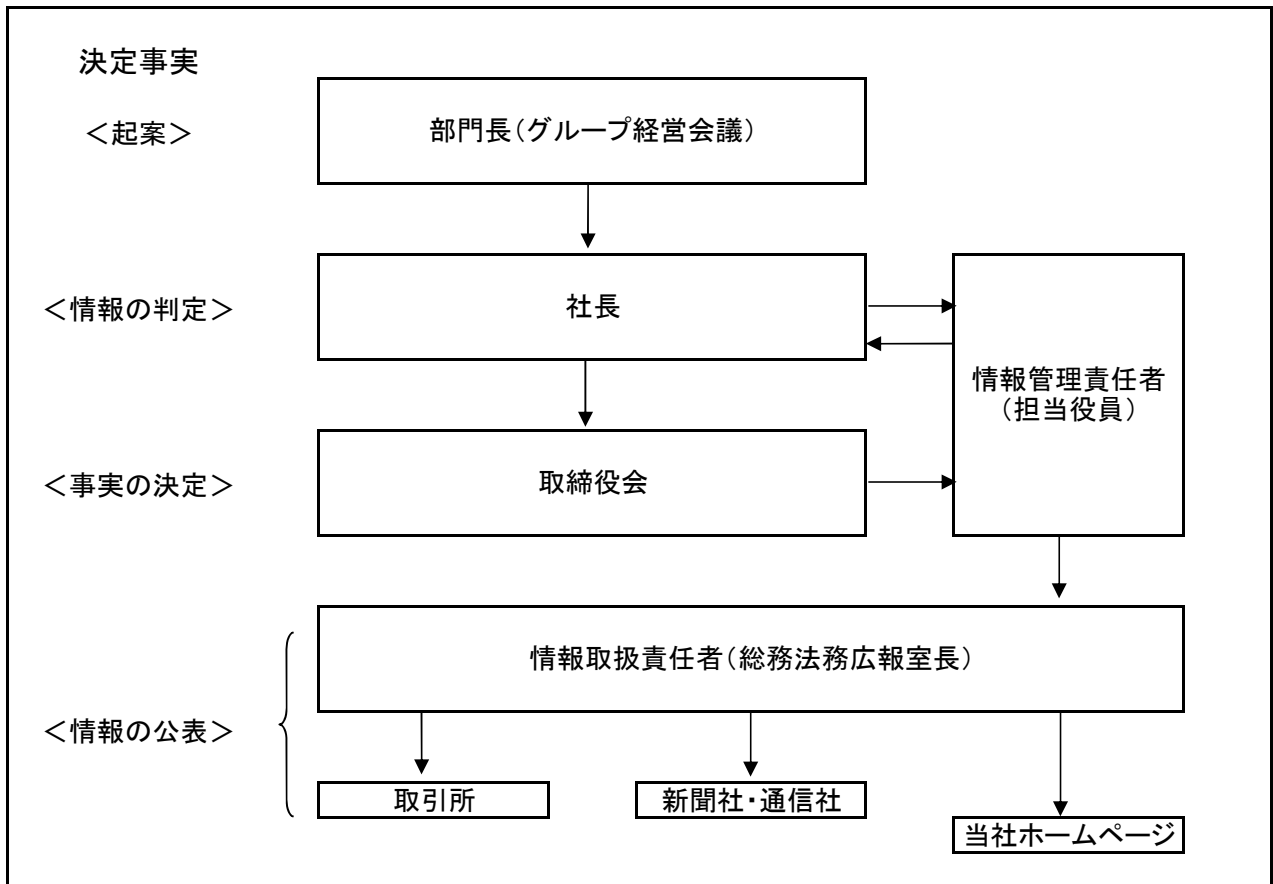 決定事実
＜起案＞
部門長（グループ経営会議）
＜情報の判定＞
社長
情報管理責任者
（担当役員）
＜事実の決定＞
取締役会
情報取扱責任者（総務法務広報室長）
＜情報の公表＞
取引所
新聞社・通信社
当社ホームページ